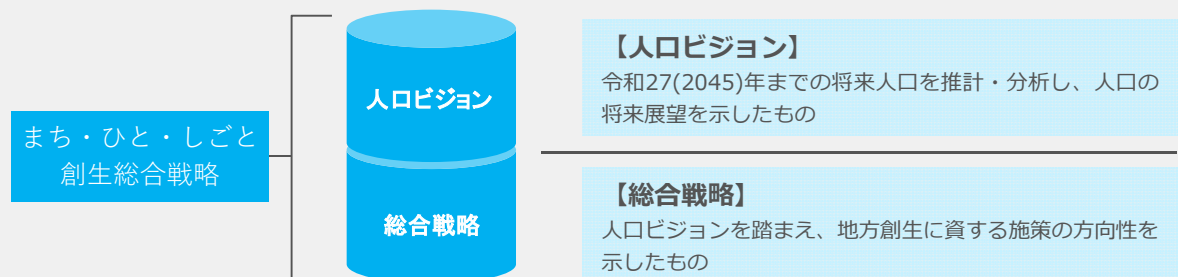 まち・ひと・しごと
創生総合戦略
人口ビジョン
総合戦略
【人口ビジョン】
令和27(2045)年までの将来人口を推計・分析し、人口の
将来展望を示したもの
【総合戦略】
人口ビジョンを踏まえ、地方創生に資する施策の方向性を
示したもの